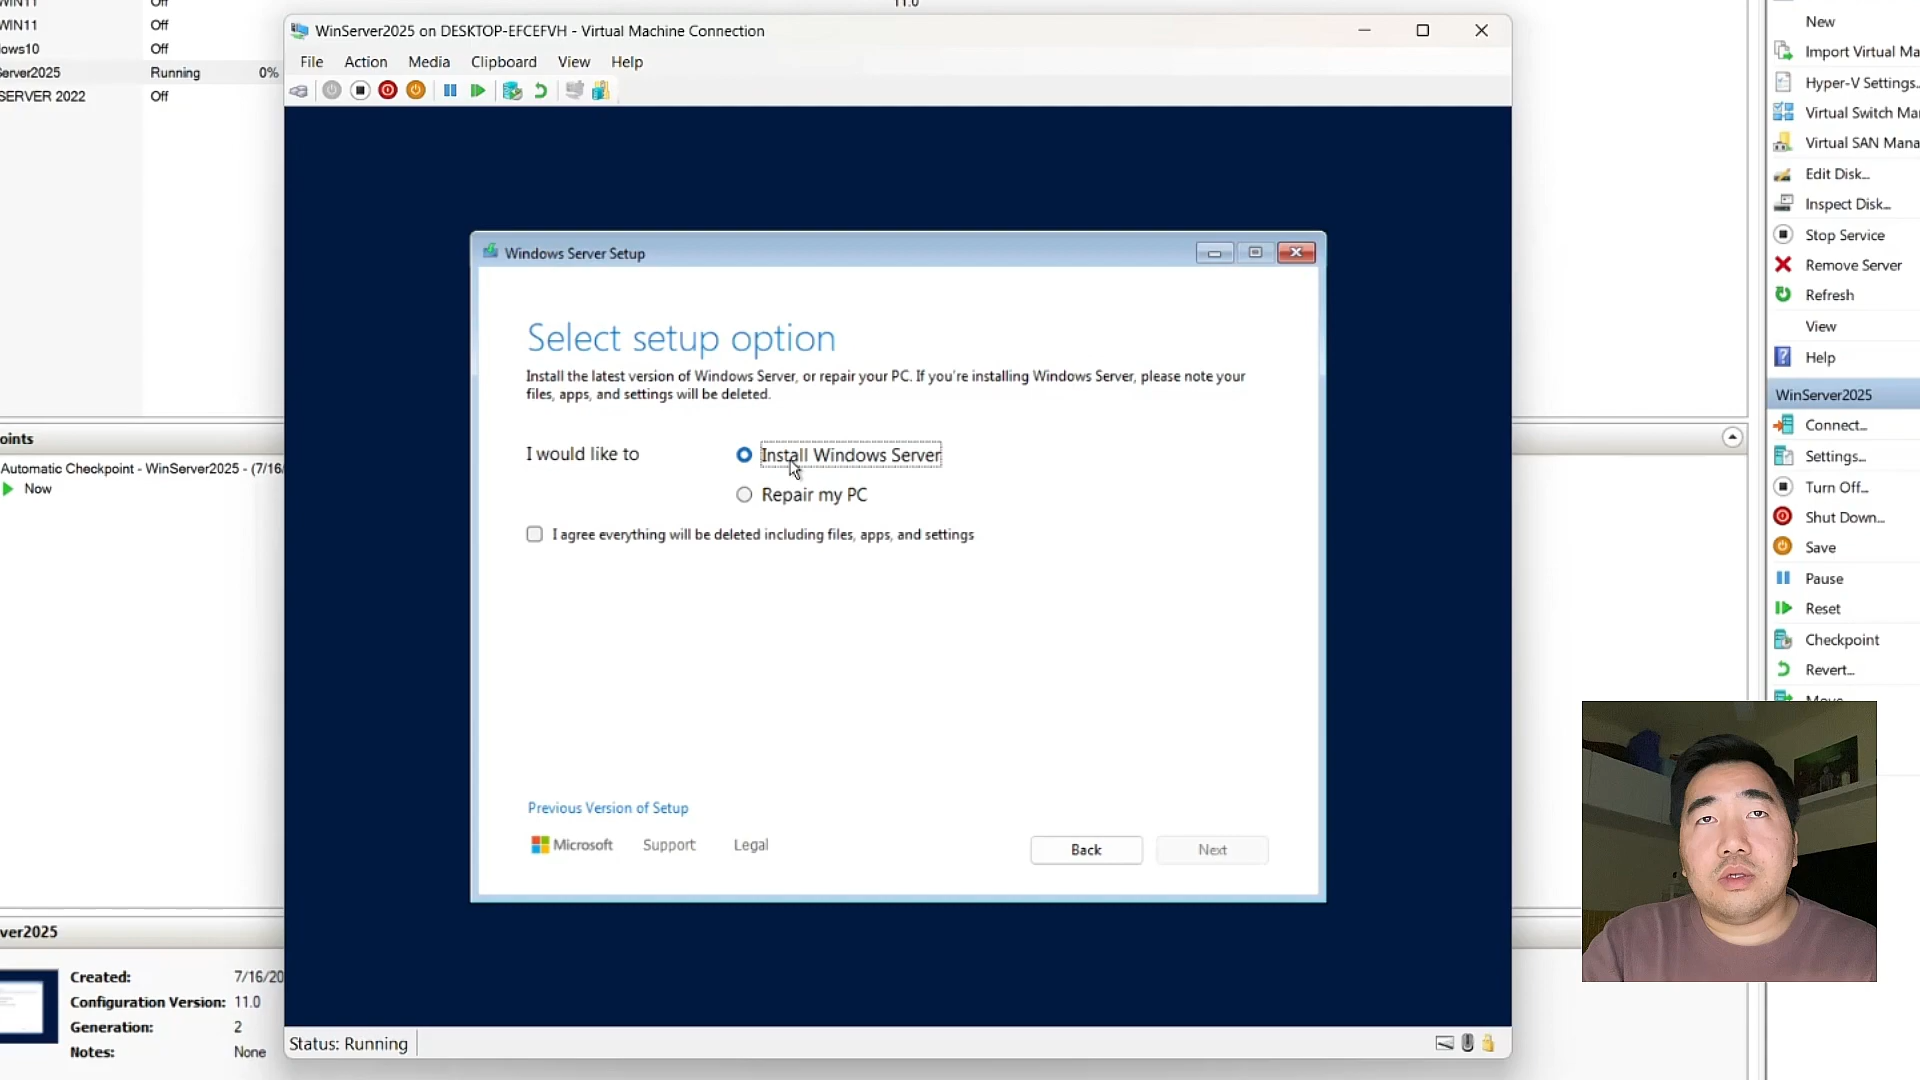 WIN11 Off 11.0
WIN11 Off
ows10 Off
Server2025 Running 0%
SERVER 2022 Off
oints
Automatic Checkpoint - WinServer2025 - (7/16/
Now
ver2025
Created: 7/16/20
Configuration Version: 11.0
Generation: 2
Notes: None
WinServer2025 on DESKTOP-EFCEFVH - Virtual Machine Connection
File Action Media Clipboard View Help
Windows Server Setup
Select setup option
Install the latest version of Windows Server, or repair your PC. If you're installing Windows Server, please note your
files, apps, and settings will be deleted.
I would like to
Install Windows Server
Repair my PC
I agree everything will be deleted including files, apps, and settings
Previous Version of Setup
Microsoft Support Legal
Back Next
Status: Running
New
Import Virtual Ma
Hyper-V Settings..
Virtual Switch Mar
Virtual SAN Mana
Edit Disk...
Inspect Disk...
Stop Service
Remove Server
Refresh
View
Help
WinServer2025
Connect...
Settings...
Turn Off...
Shut Down...
Save
Pause
Reset
Checkpoint
Revert...
Move